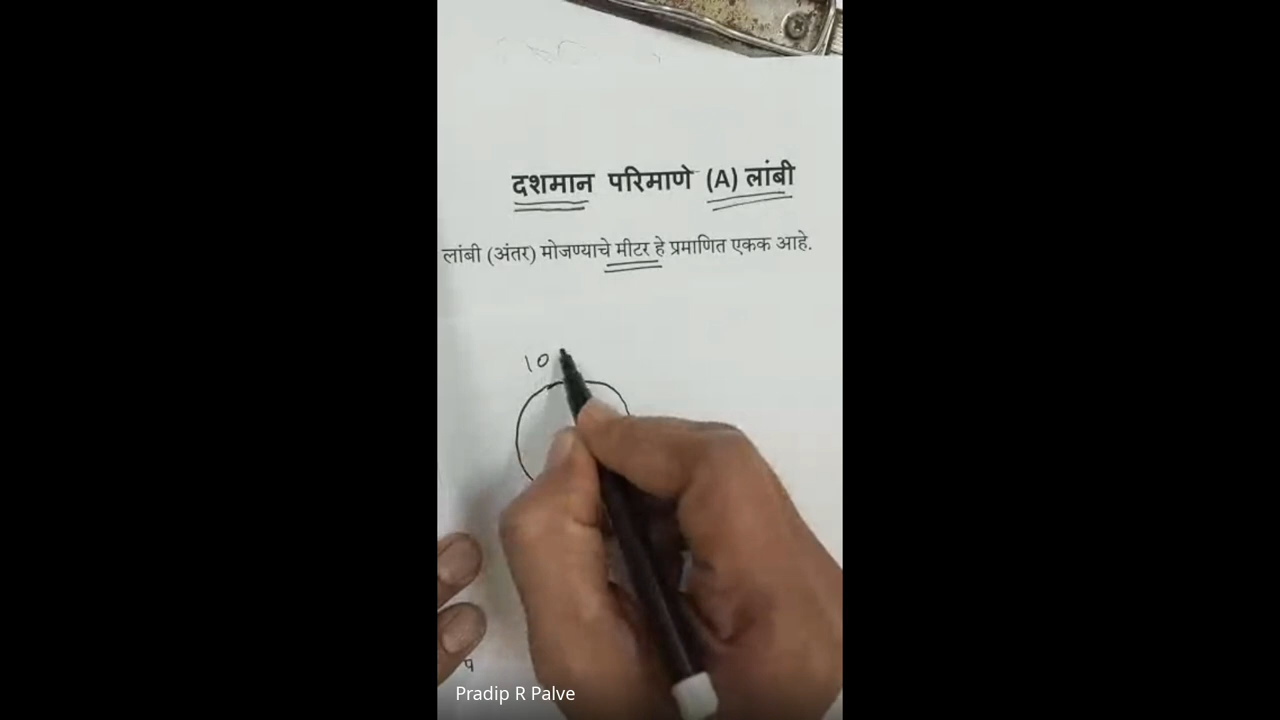 दशमान परिमाणे (A) लांबी
लांबी (अंतर) मोजण्याचे मीटर हे प्रमाणित एकक आहे.
10
प
Pradip R Palve